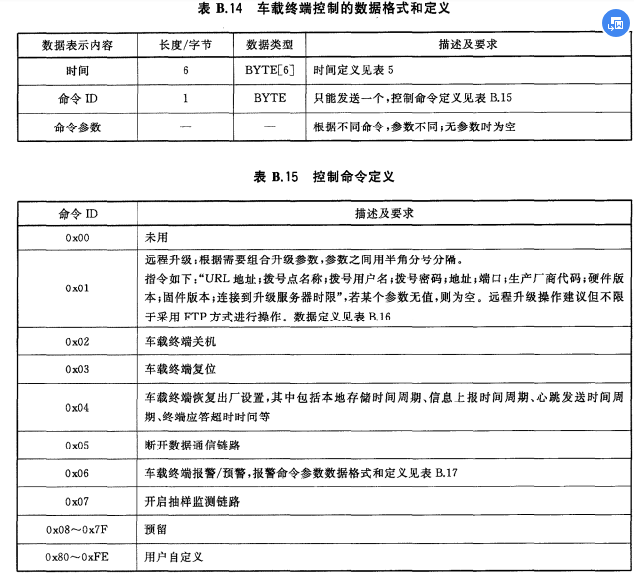 表 B.14 车载终端控制的数据格式和定义
数据表示内容 长度/字节 数据类型 描述及要求
时间 6 BYTE[6] 时间定义见表 5
命令 ID 1 BYTE 只能发送一个,控制命令定义见表 B.15
命令参数 — — 根据不同命令,参数不同;无参数时为空
表 B.15 控制命令定义
命令 ID 描述及要求
0x00 未用
远程升级;根据需要组合升级参数,参数之间用半角分号分隔。
0x01 指令如下:“URL 地址;拨号点名称;拨号用户名;拨号密码;地址;端口;生产厂商代码;硬件版
本;固件版本;连接到升级服务器时限”,若某个参数无值,则为空。远程升级操作建议但不限
于采用 FTP 方式进行操作。数据定义见表 B.16
0x02 车载终端关机
0x03 车载终端复位
0x04 车载终端恢复出厂设置,其中包括本地存储时间周期、信息上报时间周期、心跳发送时间周
期、终端应答超时时间等
0x05 断开数据通信链路
0x06 车载终端报警/预警,报警命令参数数据格式和定义见表 B.17
0x07 开启抽样监测链路
0x08～0x7F 预留
0x80～0xFE 用户自定义